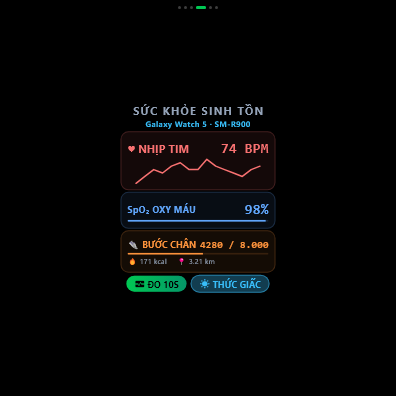 SỨC KHỎE SINH TỒN
Galaxy Watch 5 · SM-R900
NHỊP TIM 74 BPM
SpO₂ OXY MÁU 98%
BƯỚC CHÂN 4280 / 8.000
171 kcal 3.21 km
ĐO 10S THỨC GIẤC